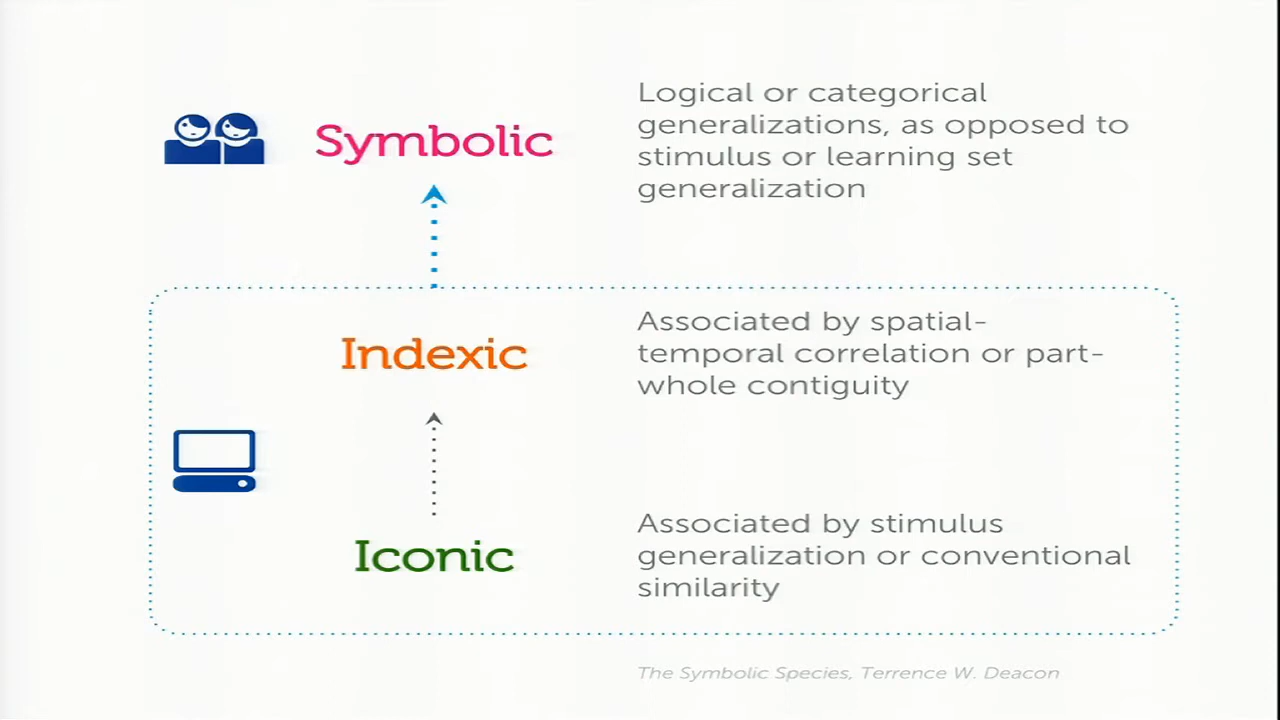 Symbolic
Logical or categorical
generalizations, as opposed to
stimulus or learning set
generalization
Indexic
Associated by spatial-
temporal correlation or part-
whole contiguity
Iconic
Associated by stimulus
generalization or conventional
similarity
The Symbolic Species, Terrence W. Deacon